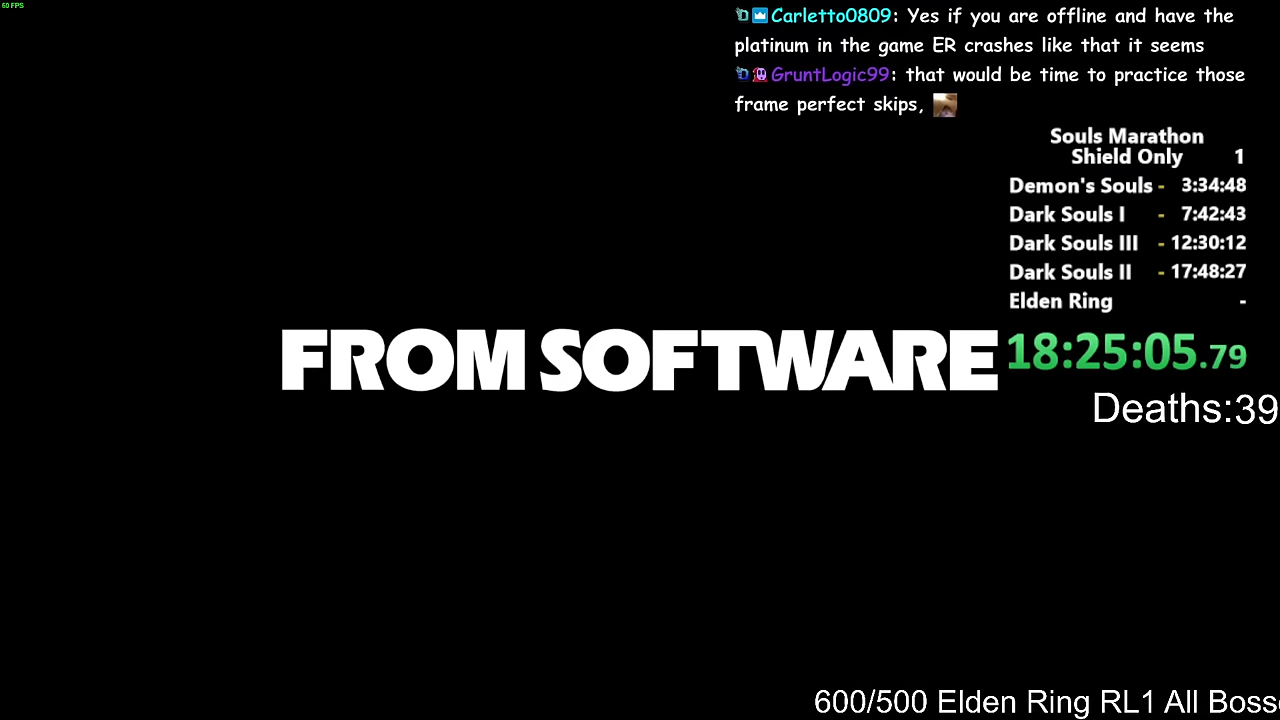 60 FPS
Carletto0809: Yes if you are offline and have the
platinum in the game ER crashes like that it seems
GruntLogic99: that would be time to practice those
frame perfect skips,
Souls Marathon
Shield Only 1
Demon's Souls - 3:34:48
Dark Souls I - 7:42:43
Dark Souls III - 12:30:12
Dark Souls II - 17:48:27
Elden Ring -
FROM SOFTWARE
18:25:05.79
Deaths:39
600/500 Elden Ring RL1 All Boss